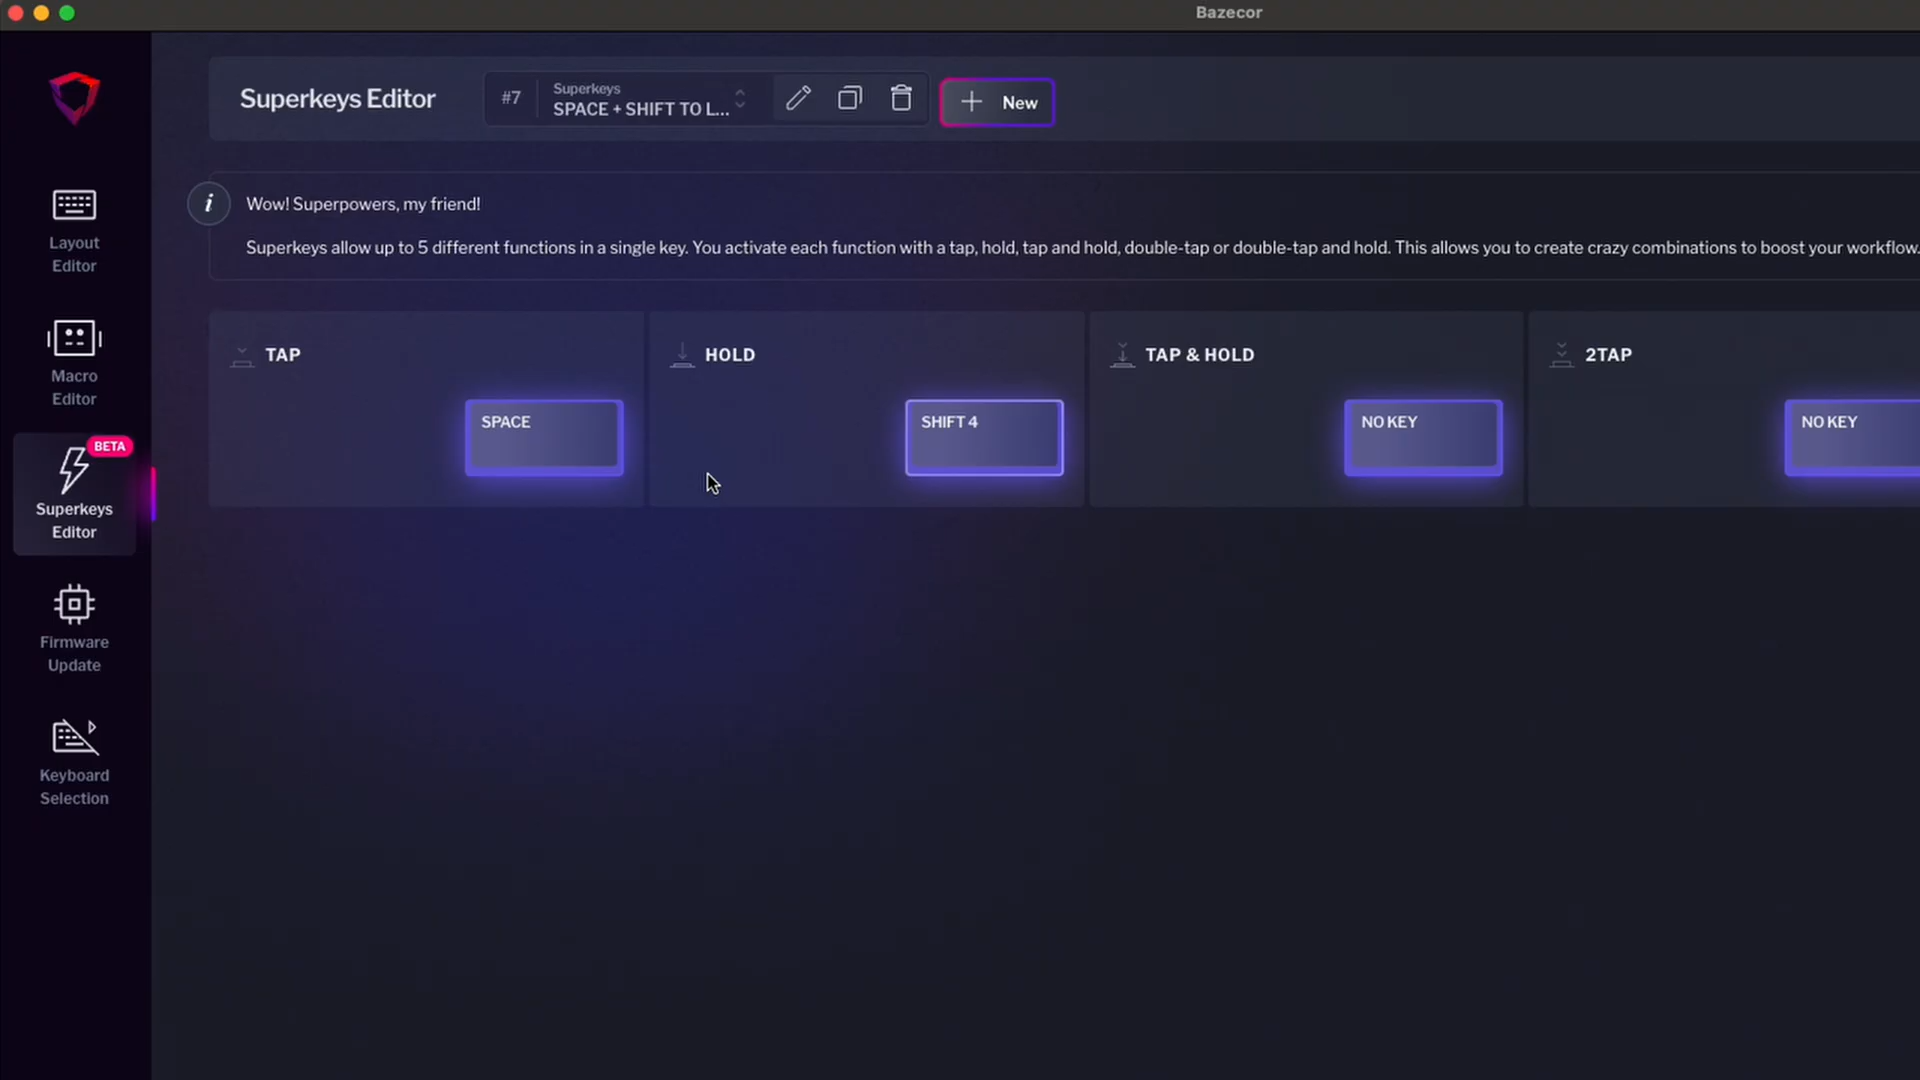 Bazecor
Superkeys Editor
#7
Superkeys
SPACE + SHIFT TO L...
New
Layout
Editor
Macro
Editor
BETA
Superkeys
Editor
Firmware
Update
Keyboard
Selection
i
Wow! Superpowers, my friend!
Superkeys allow up to 5 different functions in a single key. You activate each function with a tap, hold, tap and hold, double-tap or double-tap and hold. This allows you to create crazy combinations to boost your workflow.
TAP
SPACE
HOLD
SHIFT 4
TAP & HOLD
NO KEY
2TAP
NO KEY